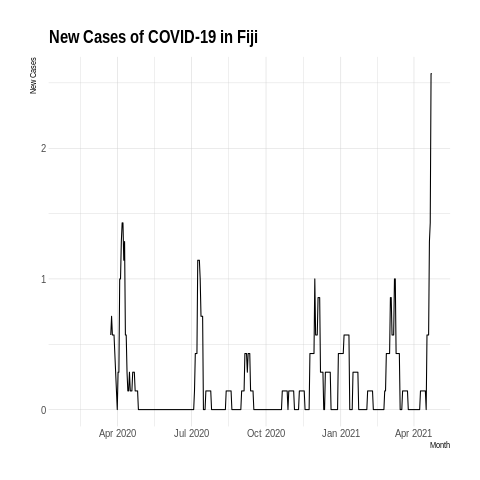 New Cases of COVID-19 in Fiji
New Cases
2
1
0
Apr 2020 Jul 2020 Oct 2020 Jan 2021 Apr 2021
Month